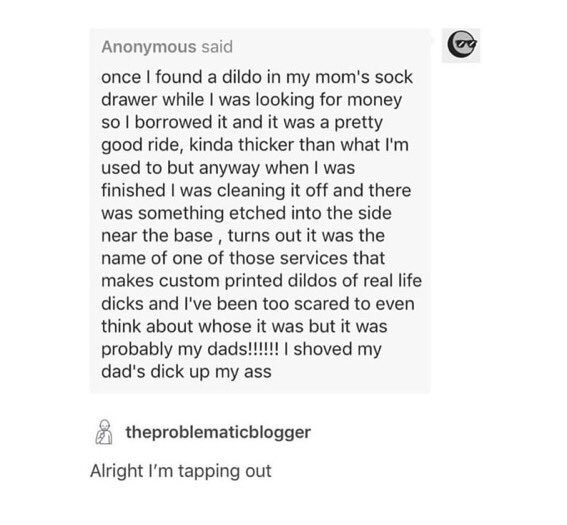 Anonymous said
once I found a dildo in my mom's sock
drawer while I was looking for money
so I borrowed it and it was a pretty
good ride, kinda thicker than what I'm
used to but anyway when I was
finished I was cleaning it off and there
was something etched into the side
near the base , turns out it was the
name of one of those services that
makes custom printed dildos of real life
dicks and I've been too scared to even
think about whose it was but it was
probably my dads!!!!!! I shoved my
dad's dick up my ass
theproblematicblogger
Alright I'm tapping out